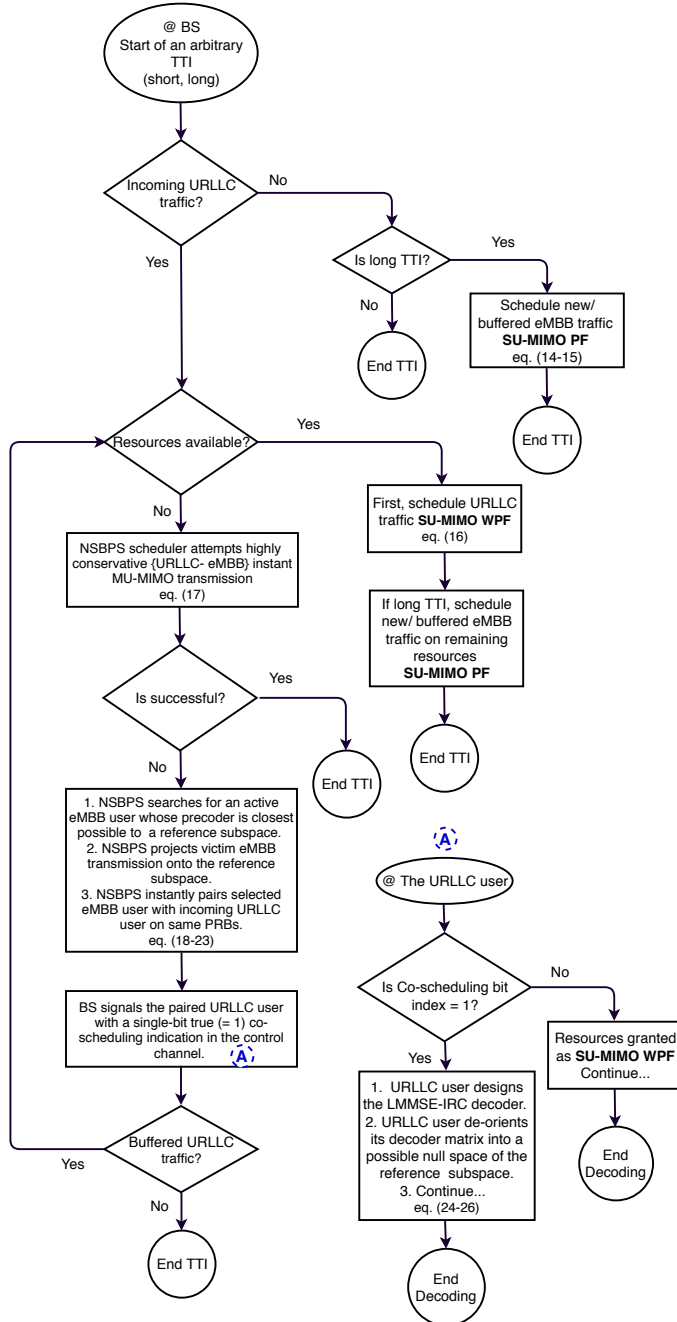 @ BS
Start of an arbitrary
TTI
(short, long)
Incoming URLLC
traffic?
No
Yes
Is long TTI?
Yes
No
Schedule new/
buffered eMBB traffic
SU-MIMO PF
eq. (14-15)
End TTI
End TTI
Resources available?
Yes
No
First, schedule URLLC
traffic SU-MIMO WPF
eq. (16)
NSBPS scheduler attempts highly
conservative {URLLC- eMBB} instant
MU-MIMO transmission
eq. (17)
If long TTI, schedule
new/ buffered eMBB
traffic on remaining
resources
SU-MIMO PF
Is successful?
Yes
No
End TTI
End TTI
1. NSBPS searches for an active
eMBB user whose precoder is closest
possible to a reference subspace.
2. NSBPS projects victim eMBB
transmission onto the reference
subspace.
3. NSBPS instantly pairs selected
eMBB user with incoming URLLC
user on same PRBs.
eq. (18-23)
BS signals the paired URLLC user
with a single-bit true (= 1) co-
scheduling indication in the control
channel.
A
Buffered URLLC
traffic?
Yes
No
End TTI
A
@ The URLLC user
Is Co-scheduling bit
index = 1?
No
Yes
Resources granted
as SU-MIMO WPF
Continue...
End
Decoding
1. URLLC user designs
the LMMSE-IRC decoder.
2. URLLC user de-orients
its decoder matrix into a
possible null space of the
reference subspace.
3. Continue...
eq. (24-26)
End
Decoding